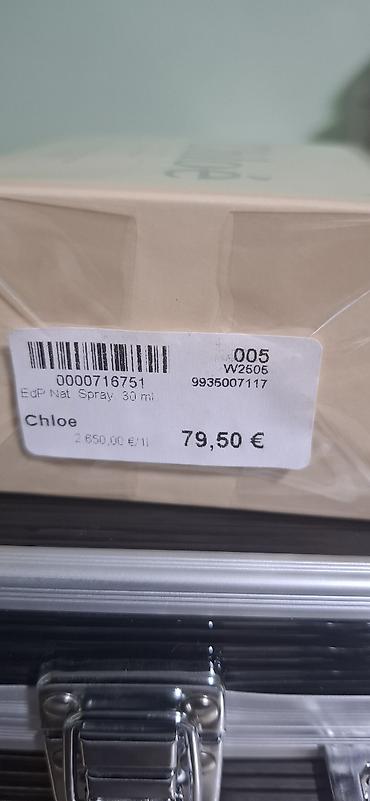 005
W2505
0000716751
9935007117
EdP Nat. Spray 30 ml
Chloe
2 650,00 €/1l
79,50 €